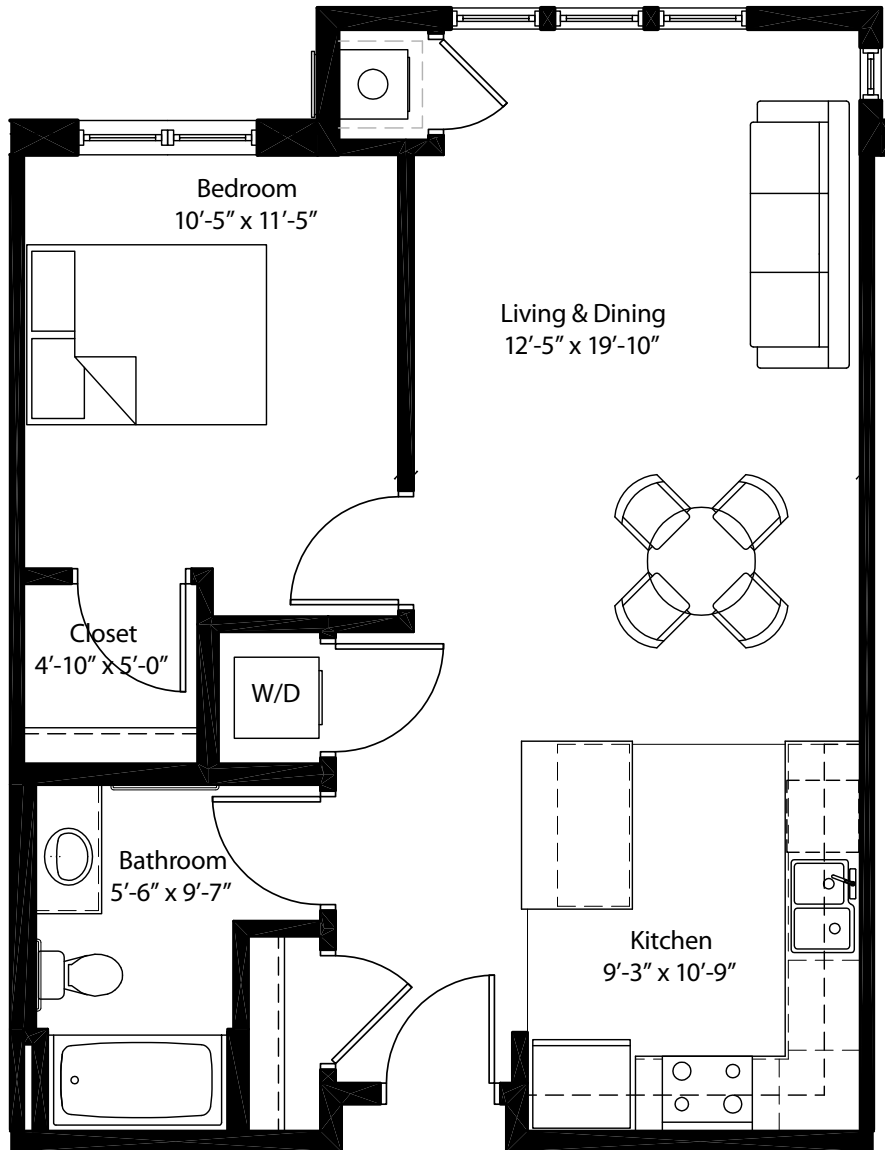 Bedroom
10’-5” x 11’-5”
Living & Dining
12’-5” x 19’-10”
Closet
4’-10” x 5’-0”
W/D
Bathroom
5’-6” x 9’-7”
Kitchen
9’-3” x 10’-9”